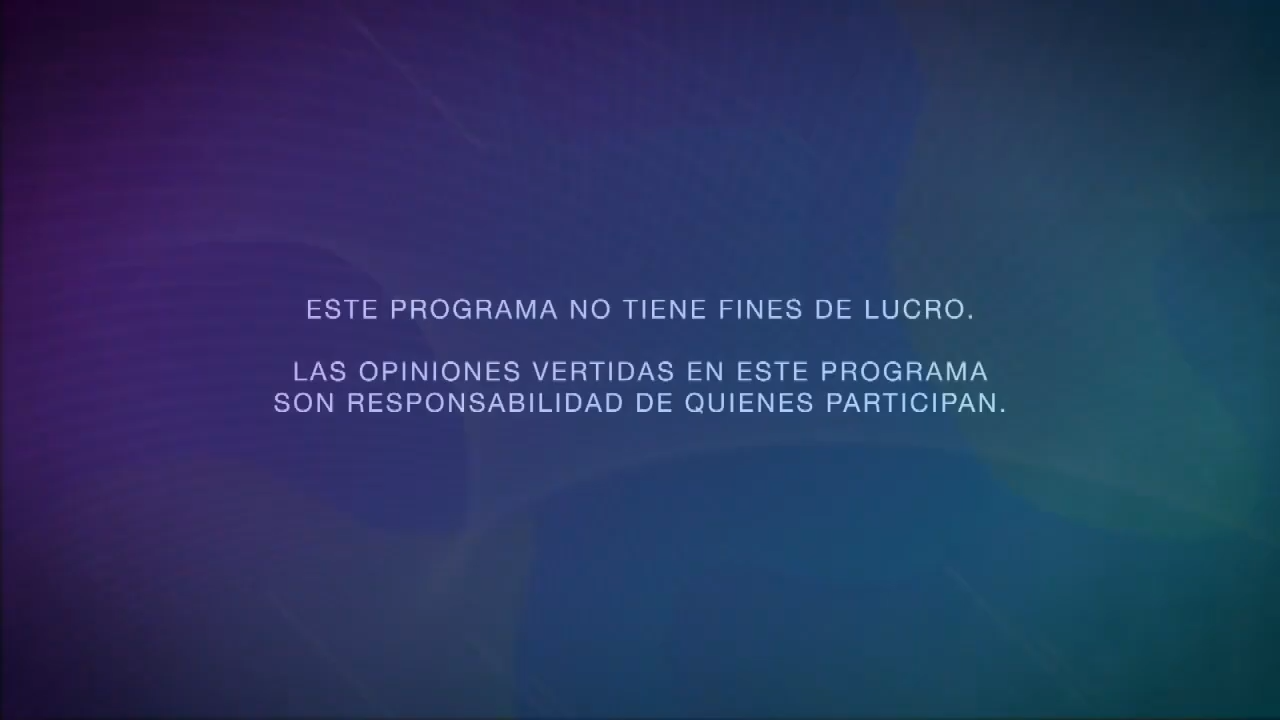 ESTE PROGRAMA NO TIENE FINES DE LUCRO.
LAS OPINIONES VERTIDAS EN ESTE PROGRAMA
SON RESPONSABILIDAD DE QUIENES PARTICIPAN.